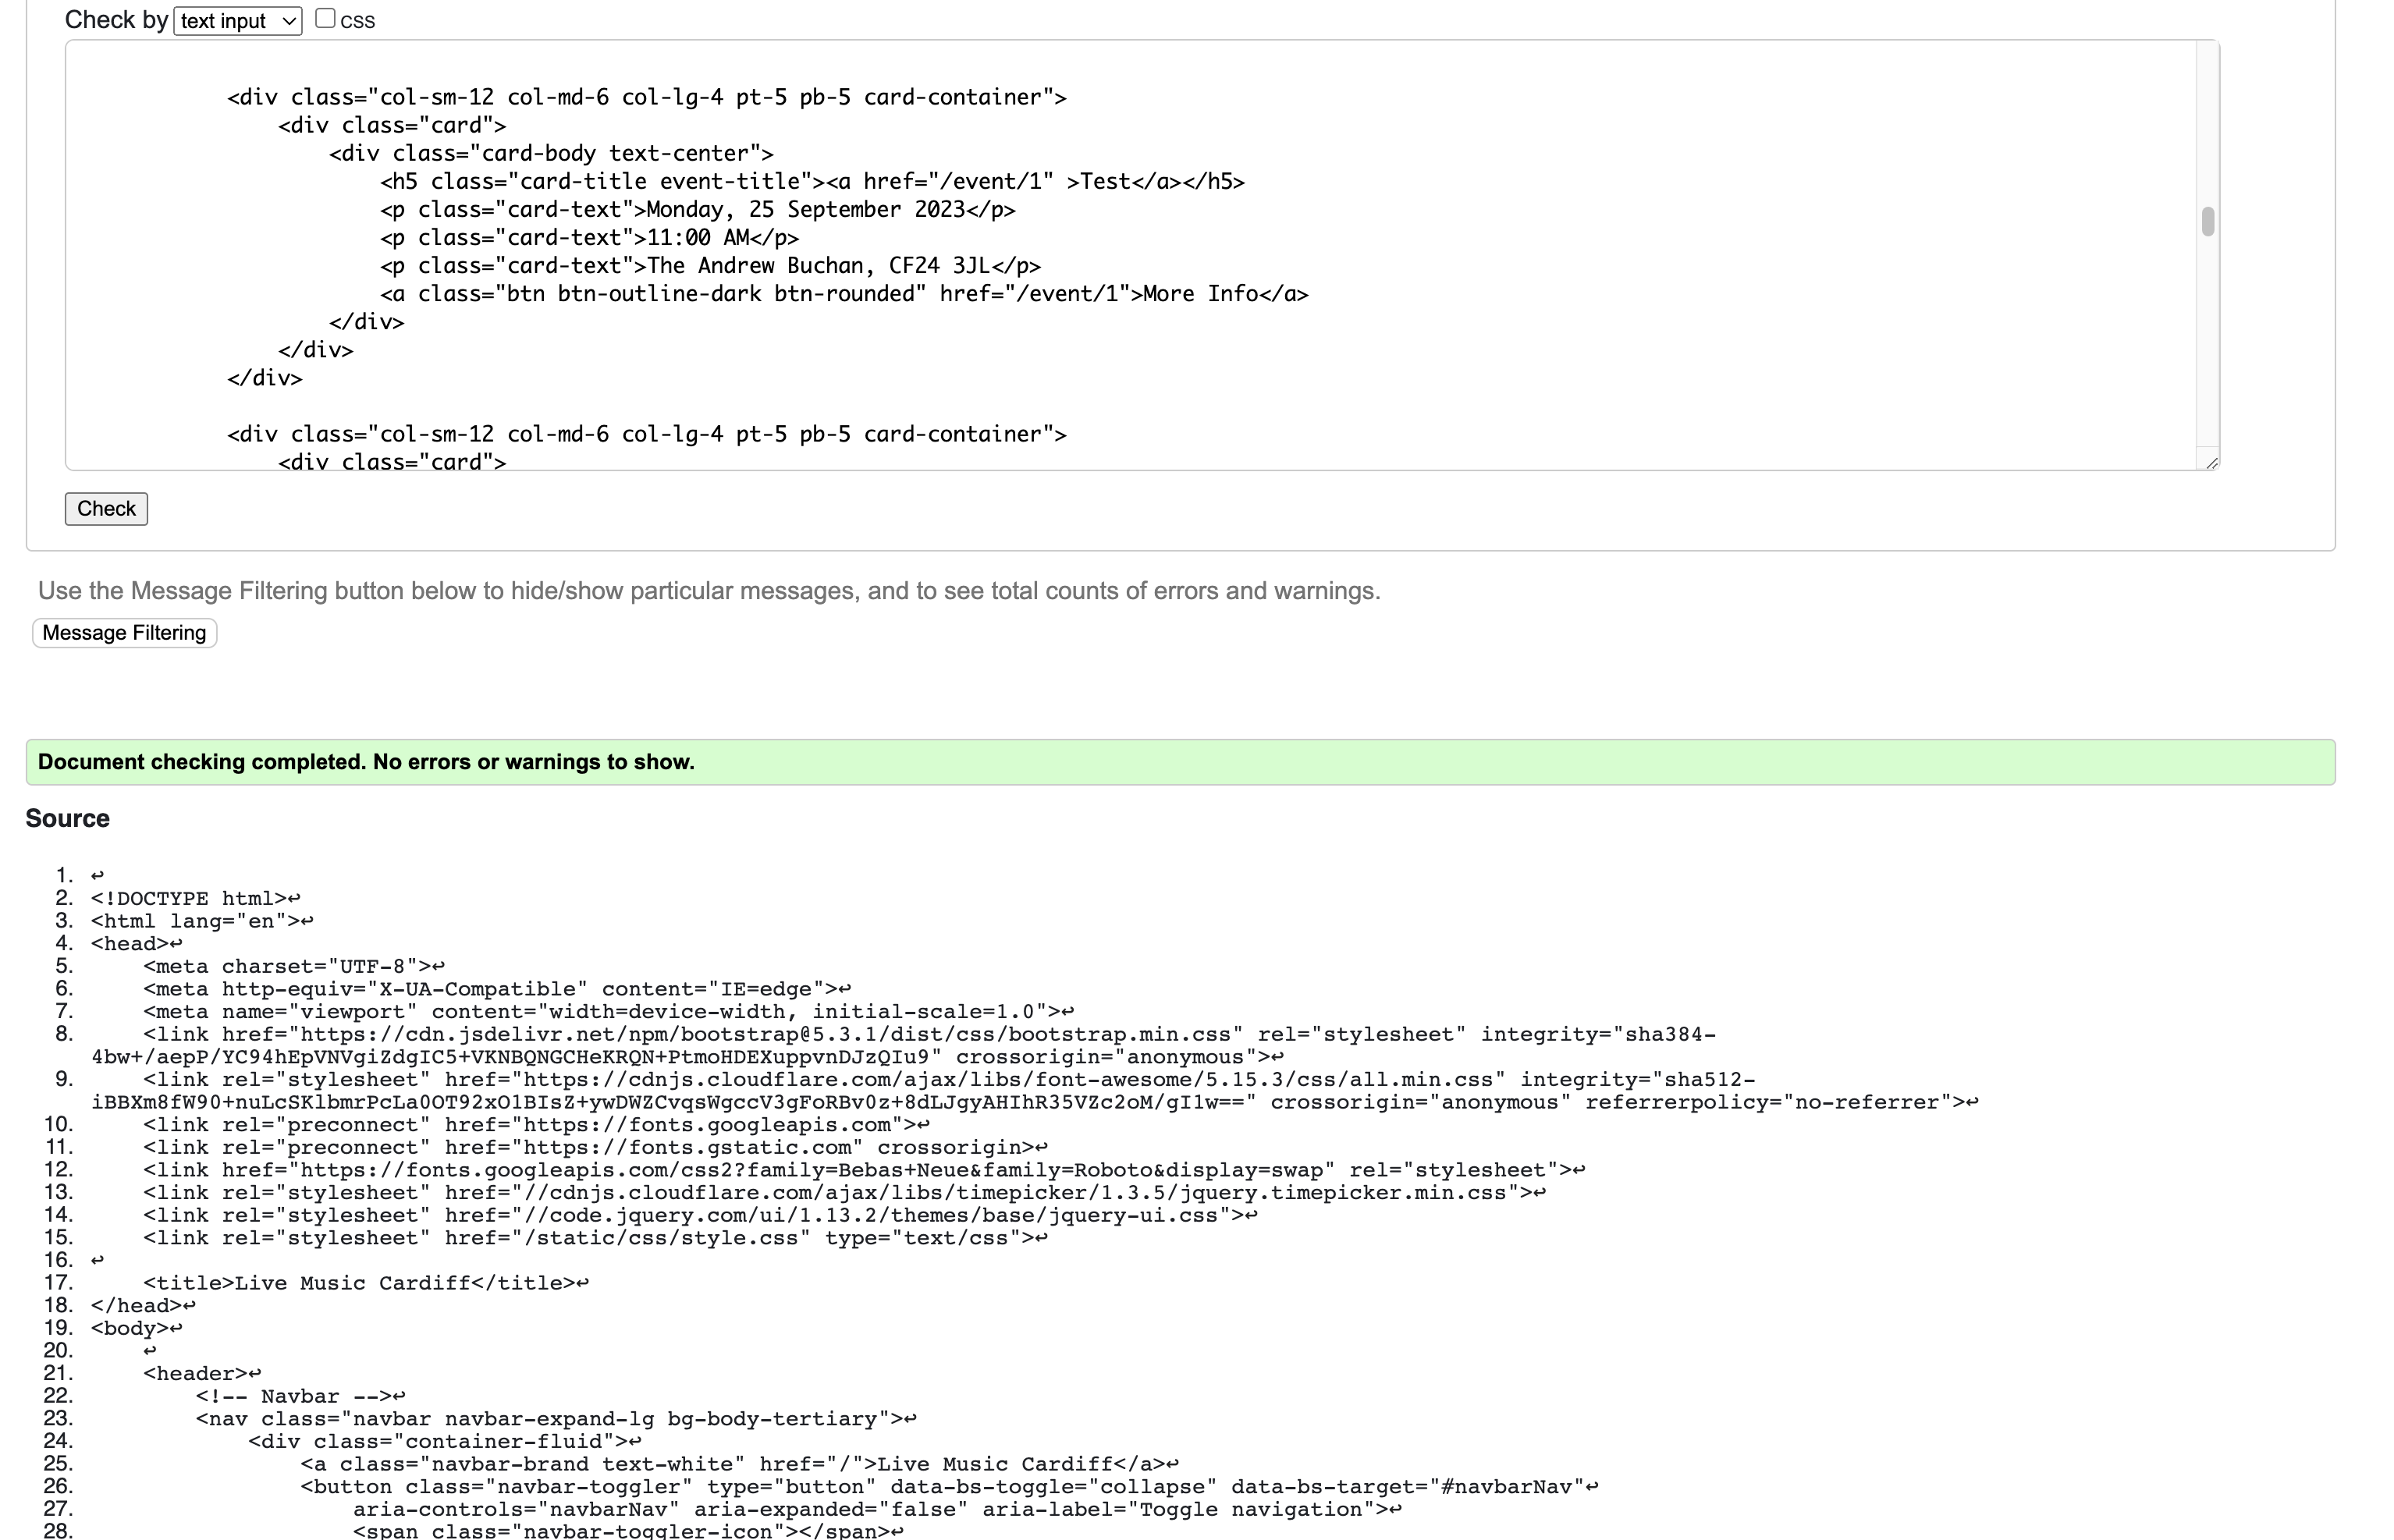 Check by text input CSS
<div class="col-sm-12 col-md-6 col-lg-4 pt-5 pb-5 card-container">
<div class="card">
<div class="card-body text-center">
<h5 class="card-title event-title"><a href="/event/1" >Test</a></h5>
<p class="card-text">Monday, 25 September 2023</p>
<p class="card-text">11:00 AM</p>
<p class="card-text">The Andrew Buchan, CF24 3JL</p>
<a class="btn btn-outline-dark btn-rounded" href="/event/1">More Info</a>
</div>
</div>
</div>
<div class="col-sm-12 col-md-6 col-lg-4 pt-5 pb-5 card-container">
<div class="card">
Check
Use the Message Filtering button below to hide/show particular messages, and to see total counts of errors and warnings.
Message Filtering
Document checking completed. No errors or warnings to show.
Source
1. ↩
2. <!DOCTYPE html>↩
3. <html lang="en">↩
4. <head>↩
5. <meta charset="UTF-8">↩
6. <meta http-equiv="X-UA-Compatible" content="IE=edge">↩
7. <meta name="viewport" content="width=device-width, initial-scale=1.0">↩
8. <link href="https://cdn.jsdelivr.net/npm/bootstrap@5.3.1/dist/css/bootstrap.min.css" rel="stylesheet" integrity="sha384-
4bw+/aepP/YC94hEpVNVgiZdgIC5+VKNBQNGCHeKRQN+PtmoHDEXuppvnDJzQIu9" crossorigin="anonymous">↩
9. <link rel="stylesheet" href="https://cdnjs.cloudflare.com/ajax/libs/font-awesome/5.15.3/css/all.min.css" integrity="sha512-
iBBXm8fW90+nuLcSKlbmrPcLa0OT92xO1BIsZ+ywDWZCvqsWgccV3gFoRBv0z+8dLJgyAHIhR35VZc2oM/gI1w==" crossorigin="anonymous" referrerpolicy="no-referrer">↩
10. <link rel="preconnect" href="https://fonts.googleapis.com">↩
11. <link rel="preconnect" href="https://fonts.gstatic.com" crossorigin>↩
12. <link href="https://fonts.googleapis.com/css2?family=Bebas+Neue&family=Roboto&display=swap" rel="stylesheet">↩
13. <link rel="stylesheet" href="//cdnjs.cloudflare.com/ajax/libs/timepicker/1.3.5/jquery.timepicker.min.css">↩
14. <link rel="stylesheet" href="//code.jquery.com/ui/1.13.2/themes/base/jquery-ui.css">↩
15. <link rel="stylesheet" href="/static/css/style.css" type="text/css">↩
16. ↩
17. <title>Live Music Cardiff</title>↩
18. </head>↩
19. <body>↩
20. ↩
21. <header>↩
22. <!-- Navbar -->↩
23. <nav class="navbar navbar-expand-lg bg-body-tertiary">↩
24. <div class="container-fluid">↩
25. <a class="navbar-brand text-white" href="/">Live Music Cardiff</a>↩
26. <button class="navbar-toggler" type="button" data-bs-toggle="collapse" data-bs-target="#navbarNav"↩
27. aria-controls="navbarNav" aria-expanded="false" aria-label="Toggle navigation">↩
28. <span class="navbar-toggler-icon"></span>↩